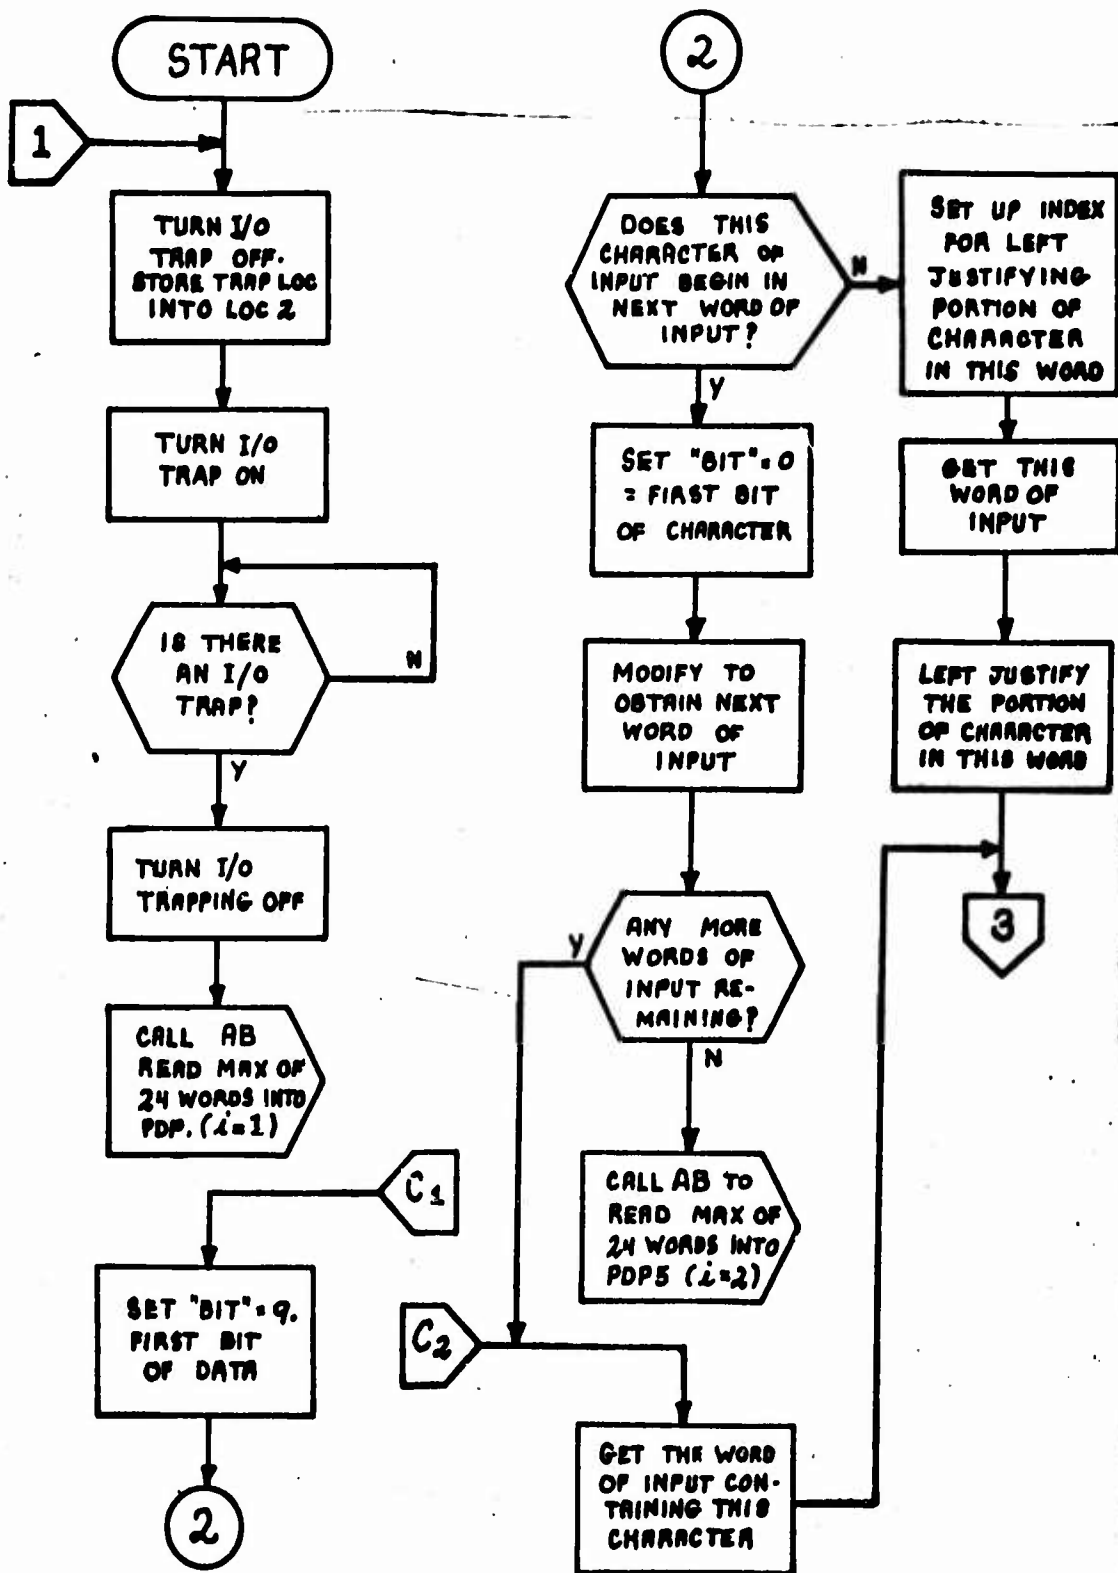 START
1
TURN I/O
TRAP OFF.
STORE TRAP LOC
INTO LOC 2
TURN I/O
TRAP ON
IS THERE
AN I/O
TRAP?
N
Y
TURN I/O
TRAPPING OFF
CALL AB
READ MAX OF
24 WORDS INTO
PDP. (i=1)
C1
SET "BIT" = 9.
FIRST BIT
OF DATA
2
2
DOES THIS
CHARACTER OF
INPUT BEGIN IN
NEXT WORD OF
INPUT?
N
Y
SET "BIT" = 0
= FIRST BIT
OF CHARACTER
MODIFY TO
OBTAIN NEXT
WORD OF
INPUT
ANY MORE
WORDS OF
INPUT RE-
MAINING?
Y
N
CALL AB TO
READ MAX OF
24 WORDS INTO
PDP5 (i=2)
C2
GET THE WORD
OF INPUT CON-
TAINING THIS
CHARACTER
SET UP INDEX
FOR LEFT
JUSTIFYING
PORTION OF
CHARACTER
IN THIS WORD
GET THIS
WORD OF
INPUT
LEFT JUSTIFY
THE PORTION
OF CHARACTER
IN THIS WORD
3